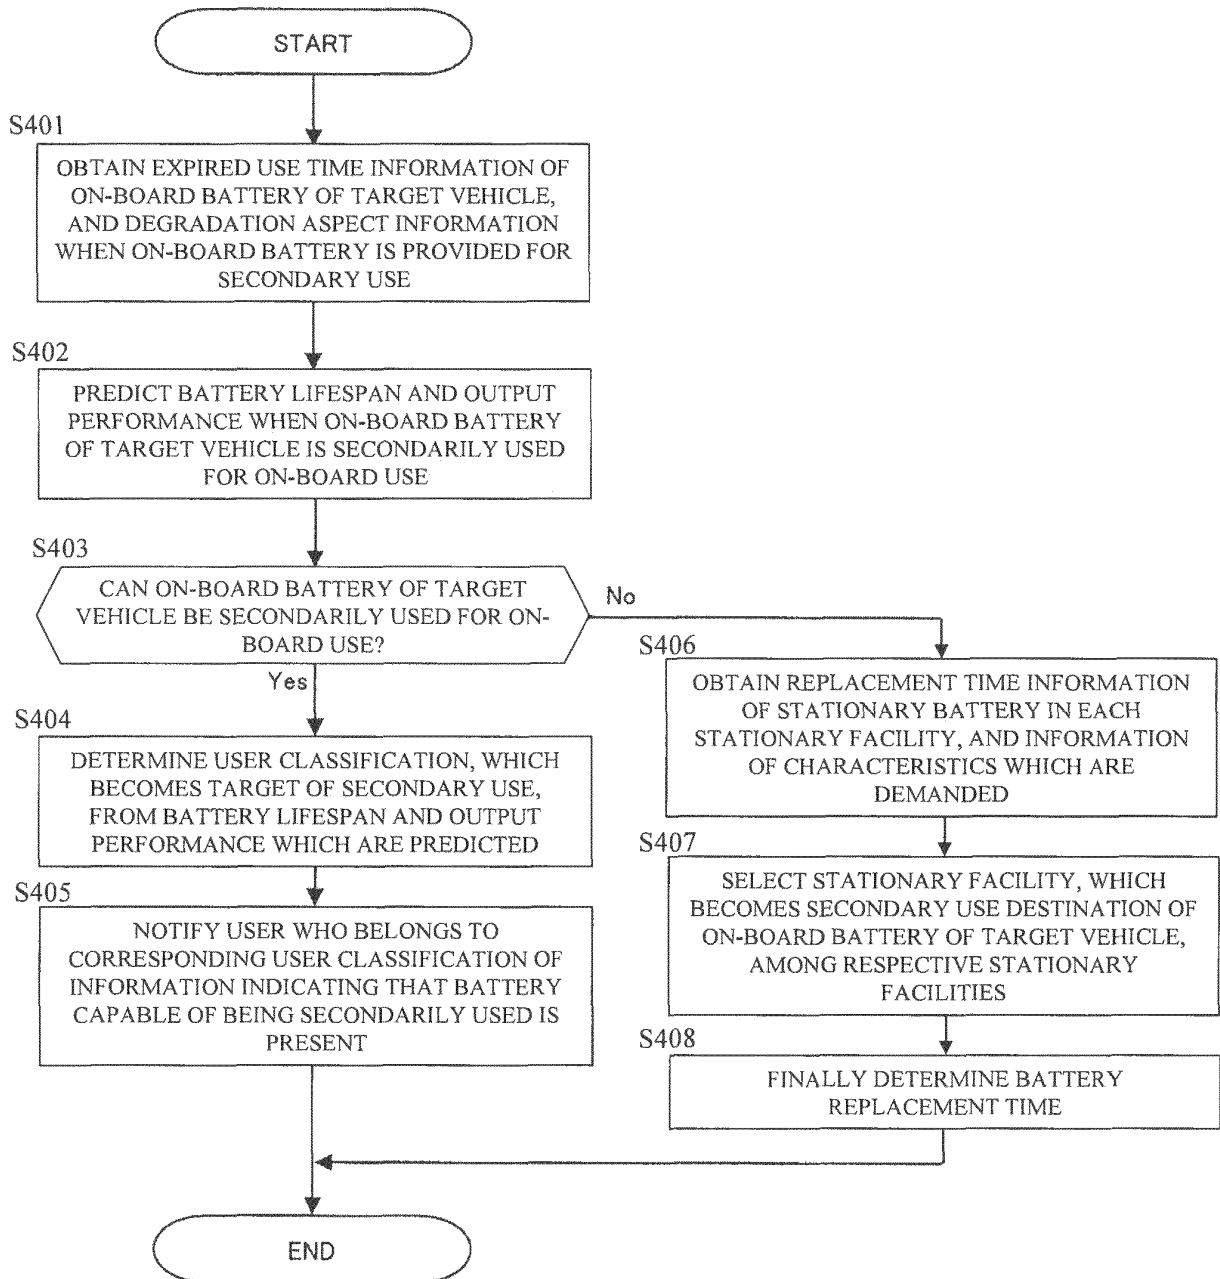 START
S401
OBTAIN EXPIRED USE TIME INFORMATION OF
ON-BOARD BATTERY OF TARGET VEHICLE,
AND DEGRADATION ASPECT INFORMATION
WHEN ON-BOARD BATTERY IS PROVIDED FOR
SECONDARY USE
S402
PREDICT BATTERY LIFESPAN AND OUTPUT
PERFORMANCE WHEN ON-BOARD BATTERY
OF TARGET VEHICLE IS SECONDARILY USED
FOR ON-BOARD USE
S403
CAN ON-BOARD BATTERY OF TARGET
VEHICLE BE SECONDARILY USED FOR ON-
BOARD USE?
No
Yes
S404
DETERMINE USER CLASSIFICATION, WHICH
BECOMES TARGET OF SECONDARY USE,
FROM BATTERY LIFESPAN AND OUTPUT
PERFORMANCE WHICH ARE PREDICTED
S405
NOTIFY USER WHO BELONGS TO
CORRESPONDING USER CLASSIFICATION OF
INFORMATION INDICATING THAT BATTERY
CAPABLE OF BEING SECONDARILY USED IS
PRESENT
S406
OBTAIN REPLACEMENT TIME INFORMATION
OF STATIONARY BATTERY IN EACH
STATIONARY FACILITY, AND INFORMATION
OF CHARACTERISTICS WHICH ARE
DEMANDED
S407
SELECT STATIONARY FACILITY, WHICH
BECOMES SECONDARY USE DESTINATION OF
ON-BOARD BATTERY OF TARGET VEHICLE,
AMONG RESPECTIVE STATIONARY
FACILITIES
S408
FINALLY DETERMINE BATTERY
REPLACEMENT TIME
END